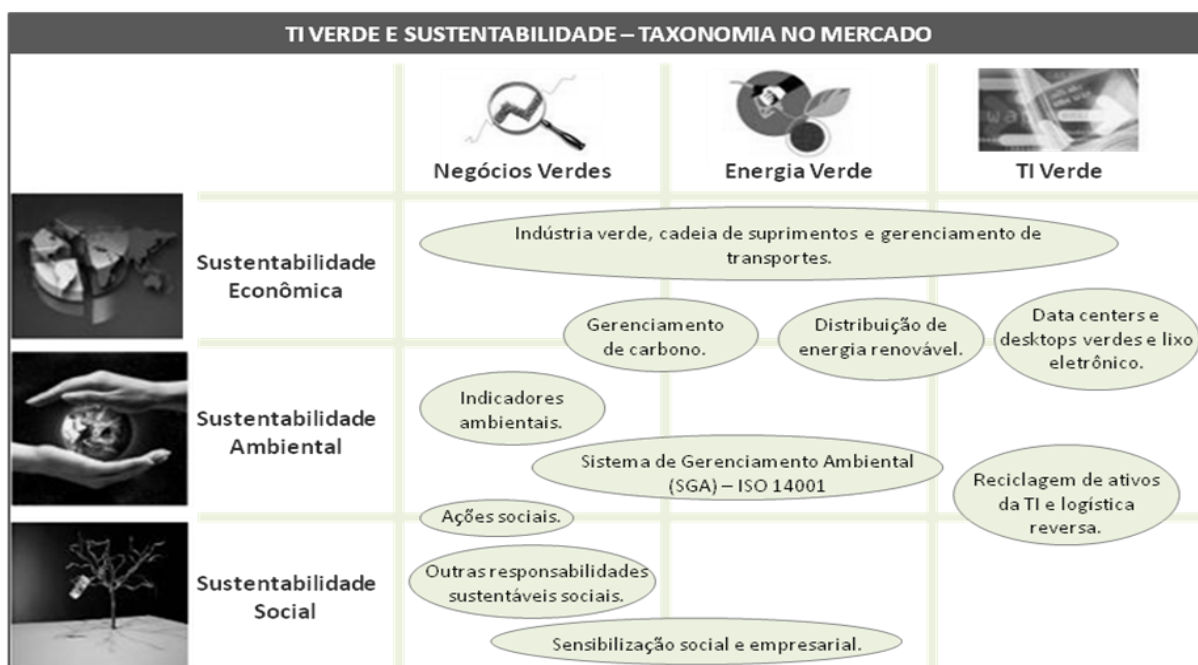 TI VERDE E SUSTENTABILIDADE – TAXONOMIA NO MERCADO
Negócios Verdes
Energia Verde
TI Verde
Sustentabilidade
Econômica
Indústria verde, cadeia de suprimentos e gerenciamento de
transportes.
Gerenciamento
de carbono.
Distribuição de
energia renovável.
Data centers e
desktops verdes e lixo
eletrônico.
Sustentabilidade
Ambiental
Indicadores
ambientais.
Sistema de Gerenciamento Ambiental
(SGA) – ISO 14001
Reciclagem de ativos
da TI e logística
reversa.
Ações sociais.
Sustentabilidade
Social
Outras responsabilidades
sustentáveis sociais.
Sensibilização social e empresarial.